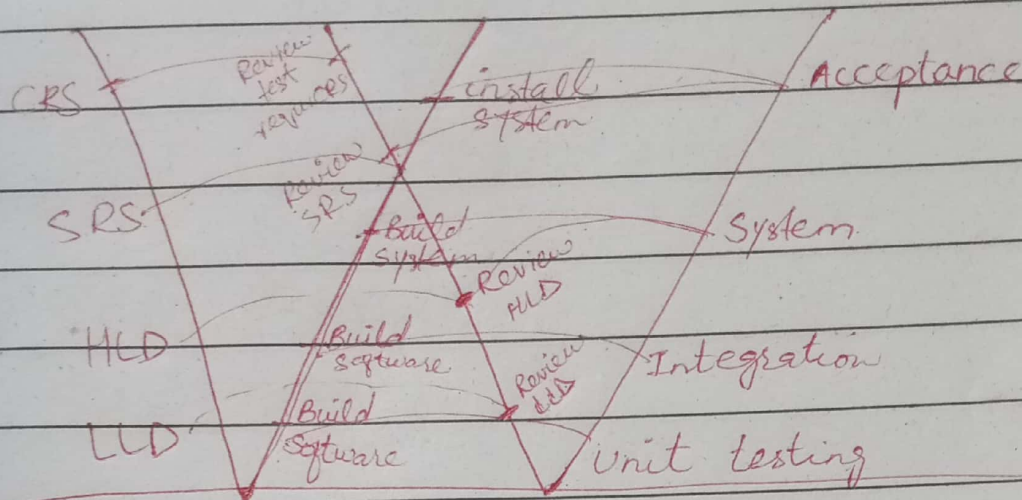 CRS
Review
test
requires
install
system
Acceptance
SRS
Review
SRS
Build
system
System
HLD
Review
HLD
Build
software
Integration
LLD
Review
LLD
Build
Software
Unit testing